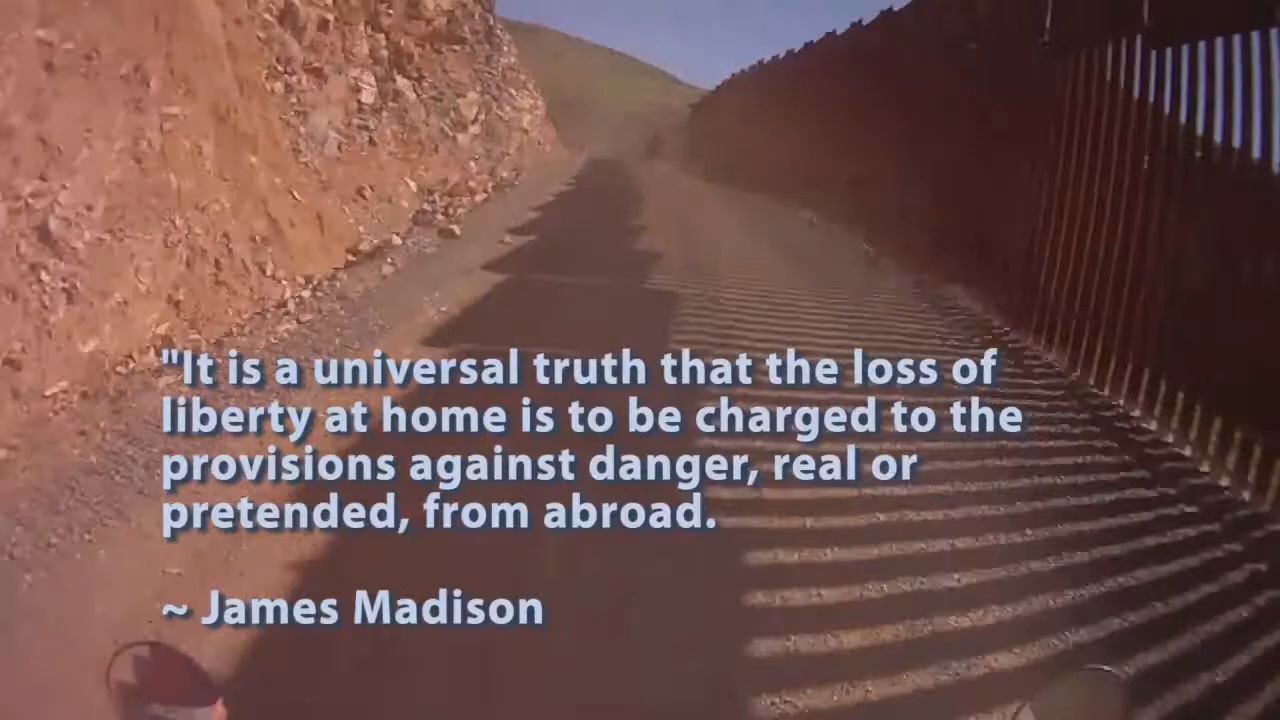 "It is a universal truth that the loss of
liberty at home is to be charged to the
provisions against danger, real or
pretended, from abroad.
~ James Madison